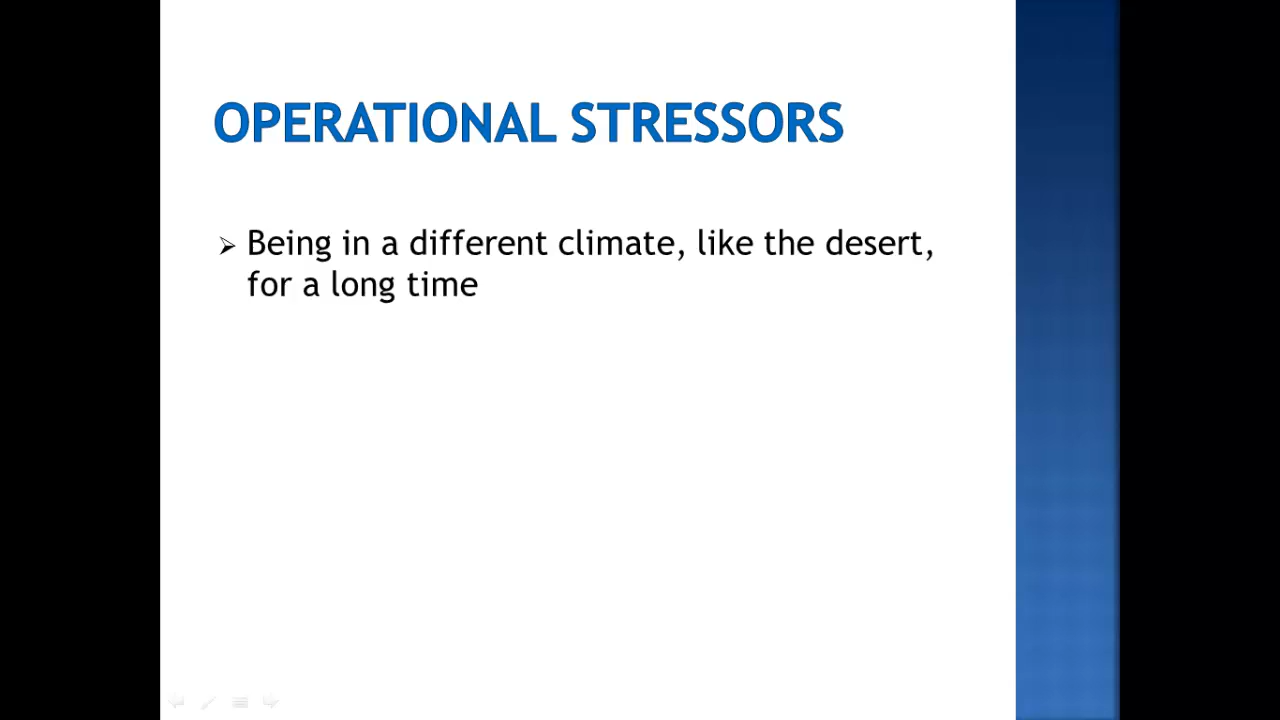 OPERATIONAL STRESSORS
Being in a different climate, like the desert,
for a long time